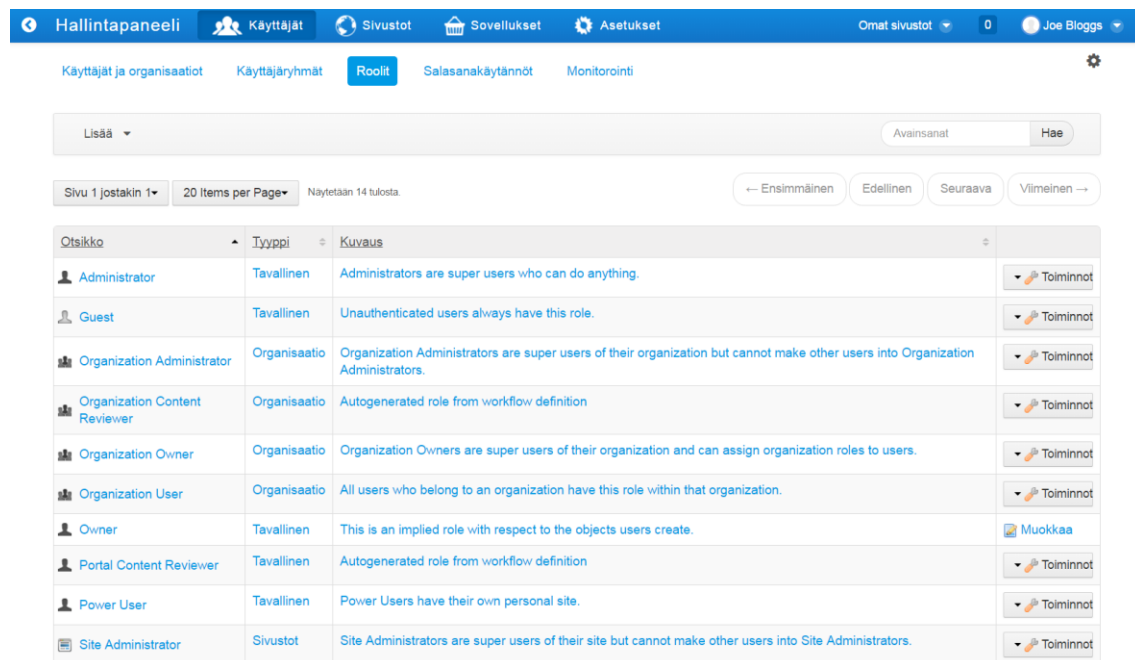 Hallintapaneeli Käyttäjät Sivustot Sovellukset Asetukset Omat sivustot 0 Joe Bloggs
Käyttäjät ja organisaatiot Käyttäjäryhmät Roolit Salasanakäytännöt Monitorointi
Lisää Avainsanat Hae
Sivu 1 jostakin 1 20 Items per Page Näytetään 14 tulosta. ← Ensimmäinen Edellinen Seuraava Viimeinen →
Otsikko Tyyppi Kuvaus
Administrator Tavallinen Administrators are super users who can do anything. Toiminnot
Guest Tavallinen Unauthenticated users always have this role. Toiminnot
Organization Administrator Organisaatio Organization Administrators are super users of their organization but cannot make other users into Organization
Administrators. Toiminnot
Organization Content
Reviewer Organisaatio Autogenerated role from workflow definition Toiminnot
Organization Owner Organisaatio Organization Owners are super users of their organization and can assign organization roles to users. Toiminnot
Organization User Organisaatio All users who belong to an organization have this role within that organization. Toiminnot
Owner Tavallinen This is an implied role with respect to the objects users create. Muokkaa
Portal Content Reviewer Tavallinen Autogenerated role from workflow definition Toiminnot
Power User Tavallinen Power Users have their own personal site. Toiminnot
Site Administrator Sivustot Site Administrators are super users of their site but cannot make other users into Site Administrators. Toiminnot